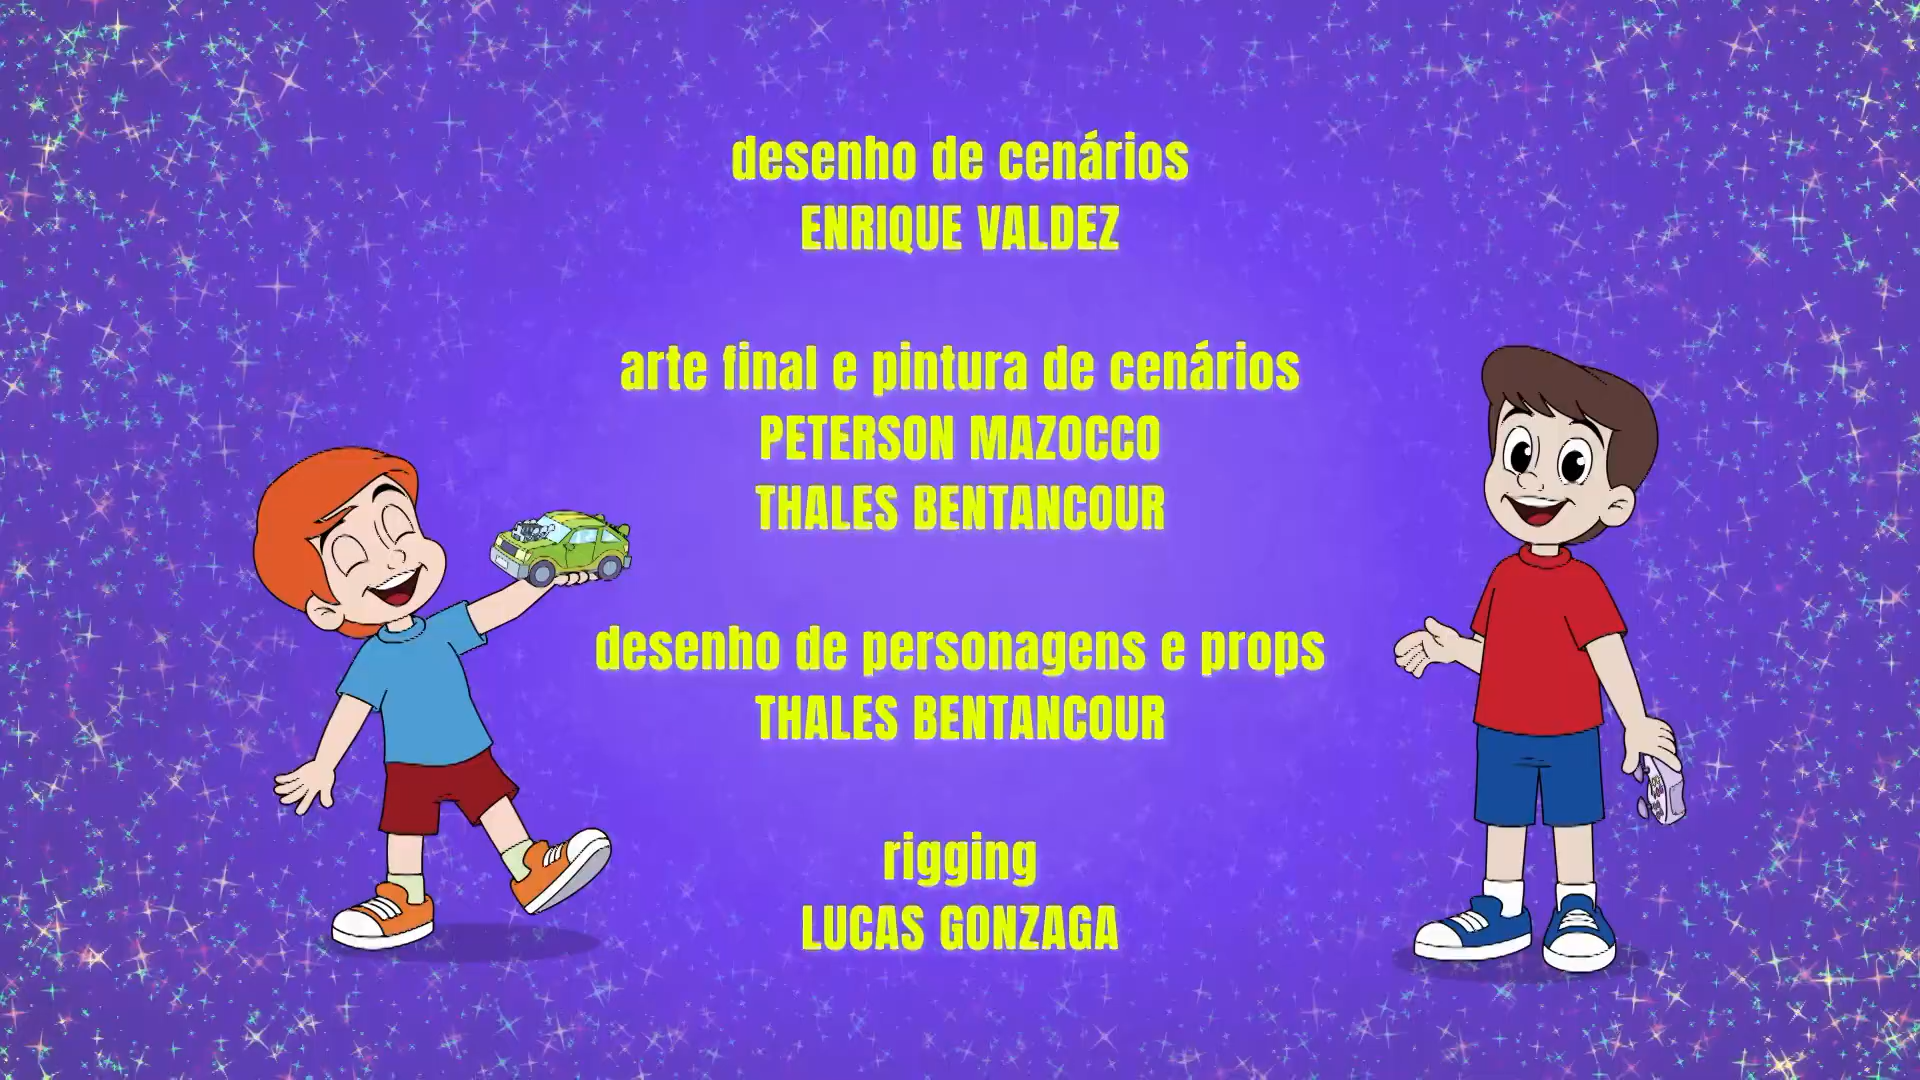 desenho de cenários
ENRIQUE VALDEZ
arte final e pintura de cenários
PETERSON MAZOCCO
THALES BENTANCOUR
desenho de personagens e props
THALES BENTANCOUR
rigging
LUCAS GONZAGA